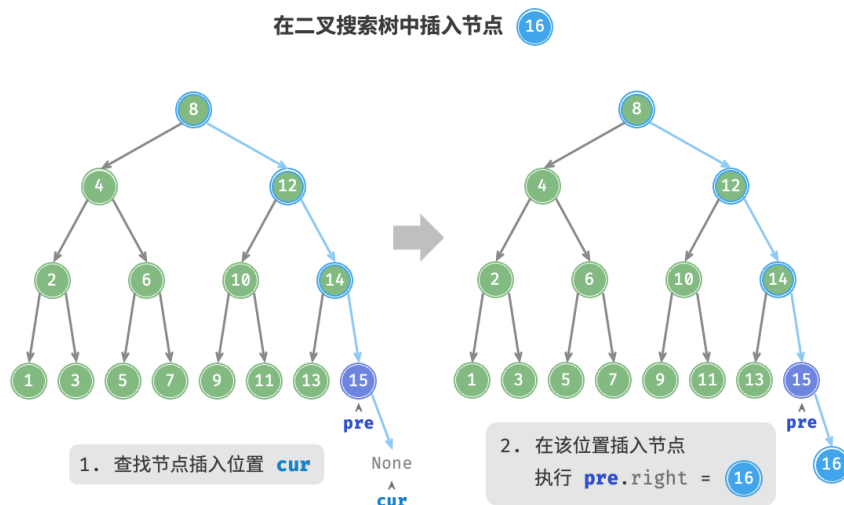 在二叉搜索树中插入节点 16
8
4 12
2 6 10 14
1 3 5 7 9 11 13 15
pre
None
cur
1. 查找节点插入位置 cur
8
4 12
2 6 10 14
1 3 5 7 9 11 13 15
pre
16
2. 在该位置插入节点
执行 pre.right = 16